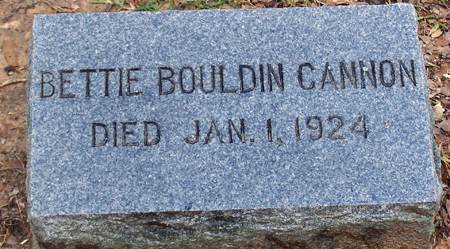 BETTIE BOULDIN CANNON
DIED JAN. 1, 1924